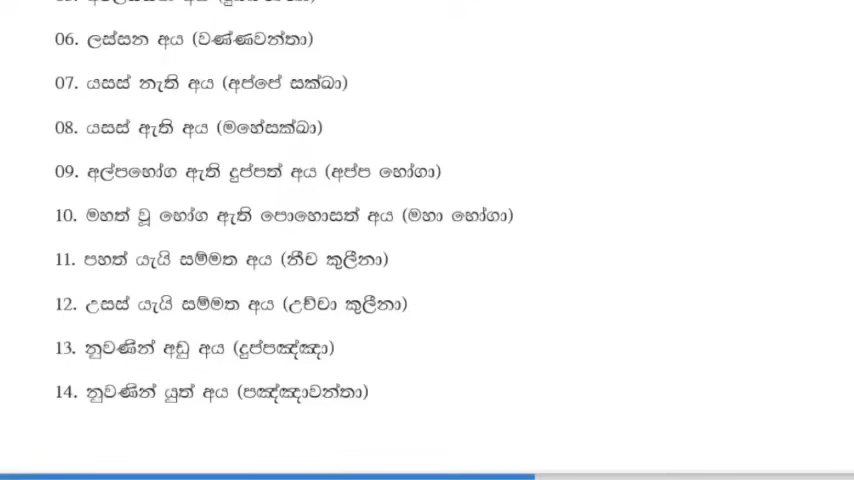 06. ලස්සන අය (වණ්ණවන්තා)
07. යසස් නැති අය (අප්පේ සක්ඛා)
08. යසස් ඇති අය (මහේසක්ඛා)
09. අල්පභෝග ඇති දුප්පත් අය (අප්ප භෝගා)
10. මහත් වූ භෝග ඇති පොහොසත් අය (මහා භෝගා)
11. පහත් යැයි සම්මත අය (නීච කුලීනා)
12. උසස් යැයි සම්මත අය (උච්චා කුලීනා)
13. නුවණින් අඩු අය (දුප්පඤ්ඤා)
14. නුවණින් යුත් අය (පඤ්ඤාවන්තා)